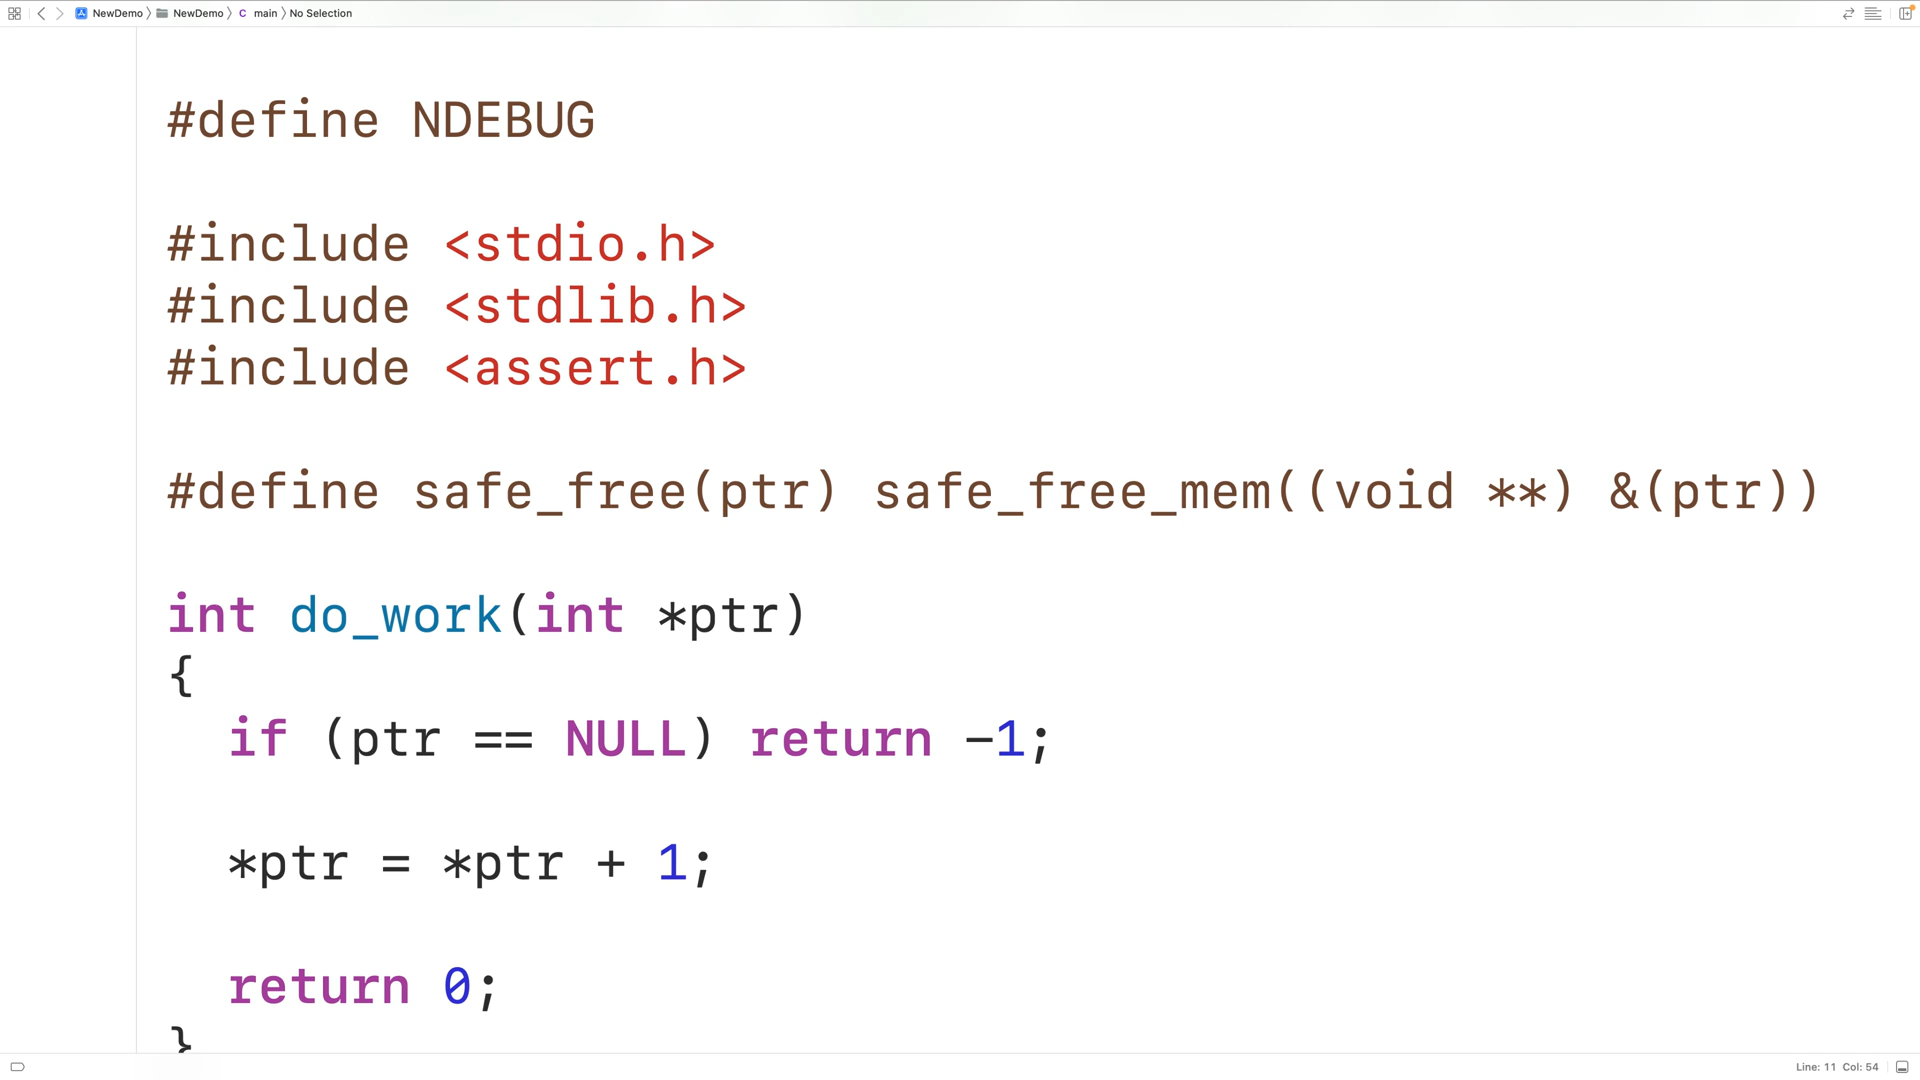 NewDemo 〉 NewDemo 〉 C main 〉 No Selection
#define NDEBUG
#include <stdio.h>
#include <stdlib.h>
#include <assert.h>
#define safe_free(ptr) safe_free_mem((void **) &(ptr))
int do_work(int *ptr)
{
  if (ptr == NULL) return -1;
  *ptr = *ptr + 1;
  return 0;
}
Line: 11 Col: 54